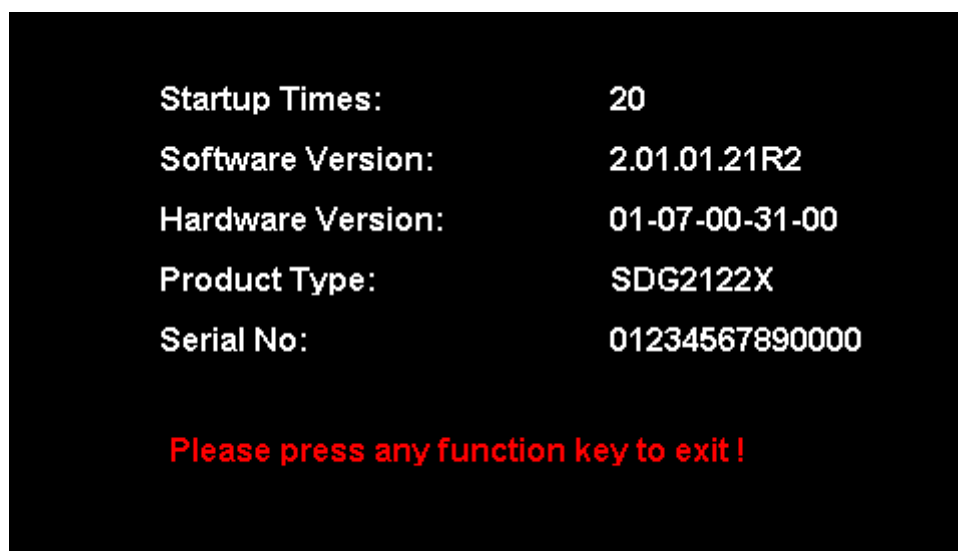 Startup Times: 20
Software Version: 2.01.01.21R2
Hardware Version: 01-07-00-31-00
Product Type: SDG2122X
Serial No: 01234567890000
Please press any function key to exit !